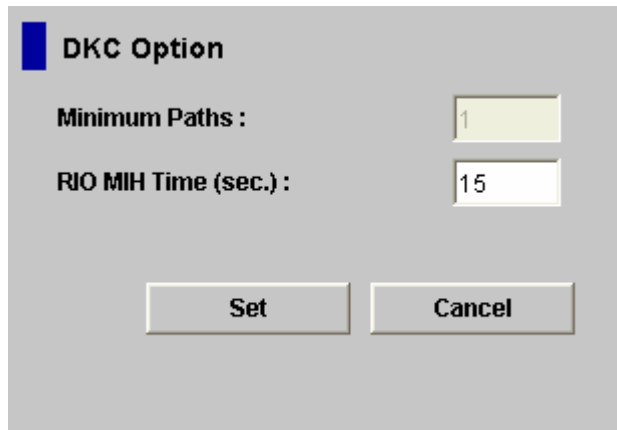 DKC Option
Minimum Paths : 1
RIO MIH Time (sec.) : 15
Set Cancel